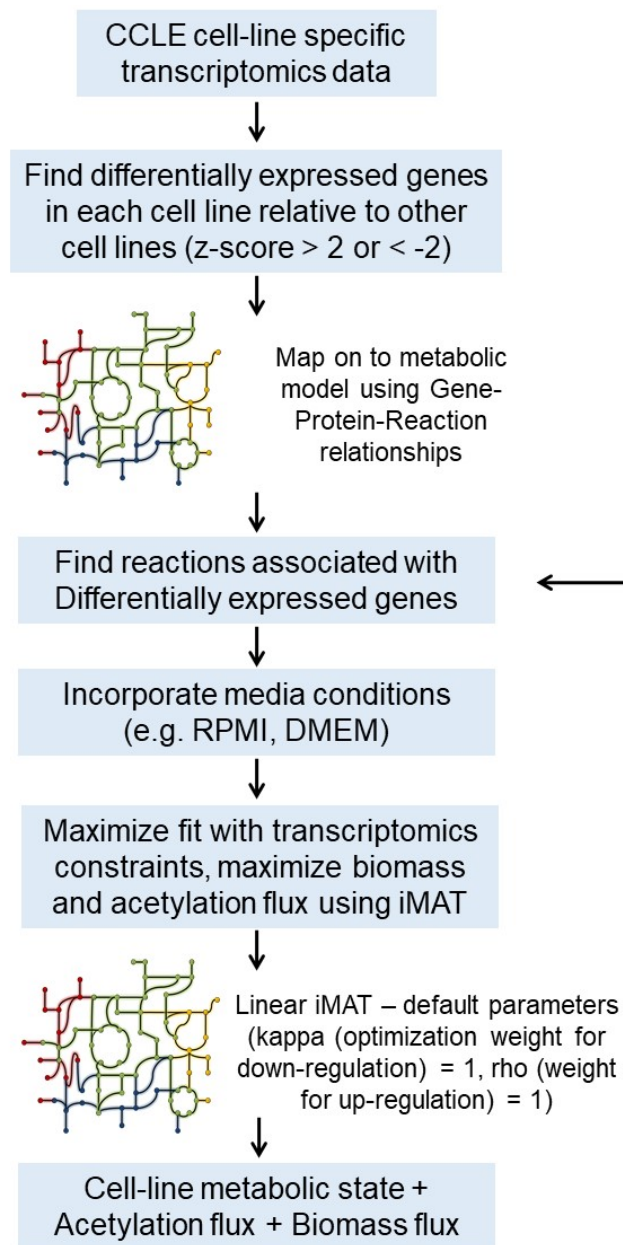 CCLE cell-line specific
transcriptomics data
Find differentially expressed genes
in each cell line relative to other
cell lines (z-score > 2 or < -2)
Map on to metabolic
model using Gene-
Protein-Reaction
relationships
Find reactions associated with
Differentially expressed genes
Incorporate media conditions
(e.g. RPMI, DMEM)
Maximize fit with transcriptomics
constraints, maximize biomass
and acetylation flux using iMAT
Linear iMAT – default parameters
(kappa (optimization weight for
down-regulation) = 1, rho (weight
for up-regulation) = 1)
Cell-line metabolic state +
Acetylation flux + Biomass flux